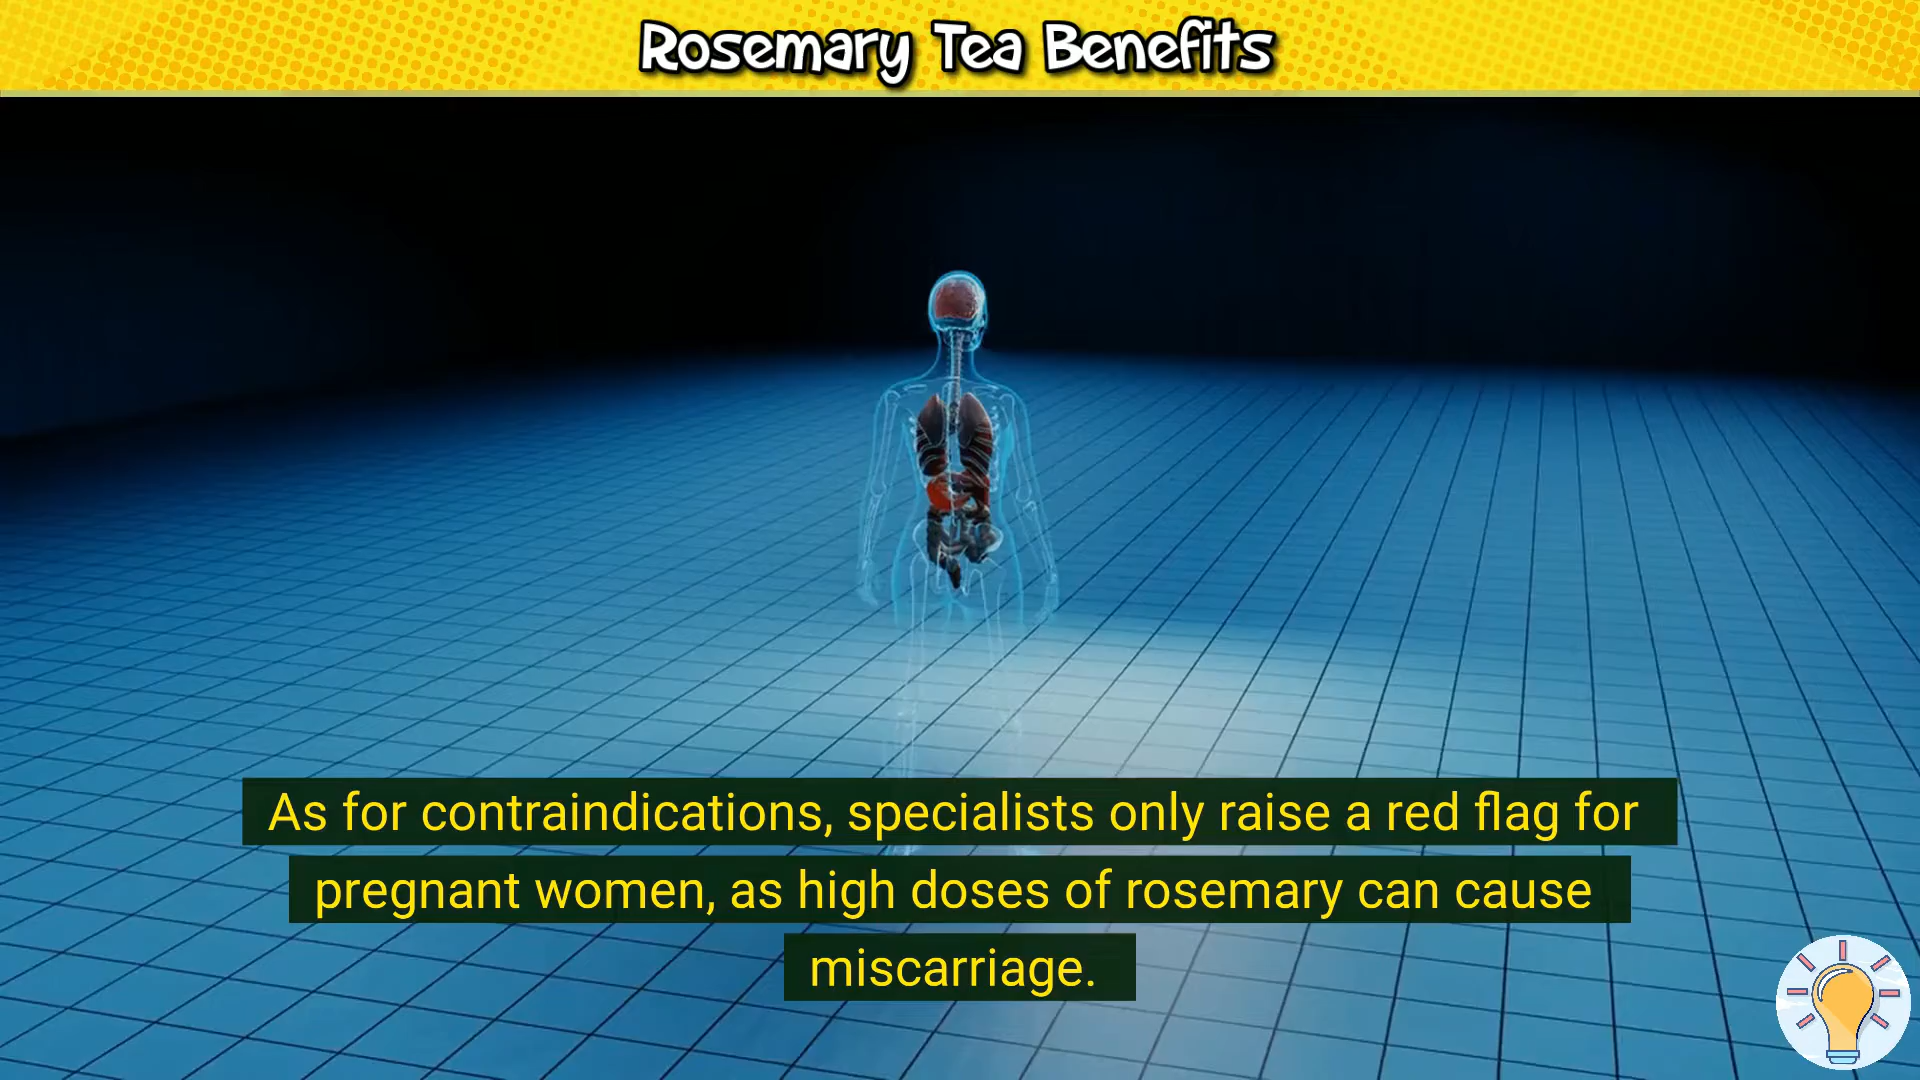 Rosemary Tea Benefits
As for contraindications, specialists only raise a red flag for
pregnant women, as high doses of rosemary can cause
miscarriage.